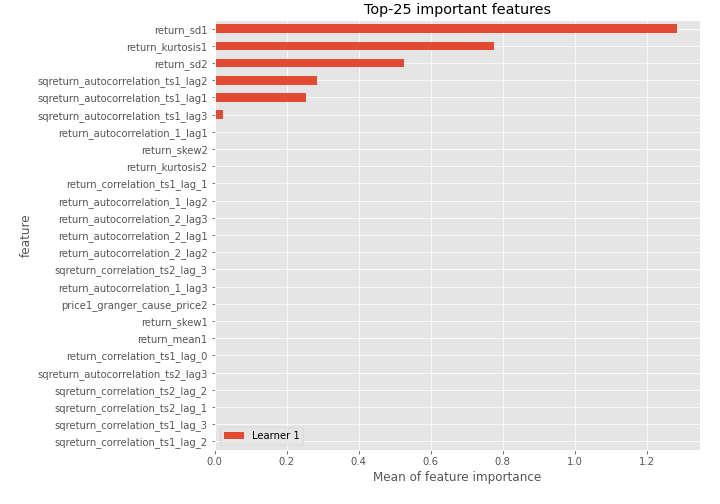 Top-25 important features
return_sd1
return_kurtosis1
return_sd2
sqreturn_autocorrelation_ts1_lag2
sqreturn_autocorrelation_ts1_lag1
sqreturn_autocorrelation_ts1_lag3
return_autocorrelation_1_lag1
return_skew2
return_kurtosis2
return_correlation_ts1_lag_1
return_autocorrelation_1_lag2
return_autocorrelation_2_lag3
return_autocorrelation_2_lag1
return_autocorrelation_2_lag2
sqreturn_correlation_ts2_lag_3
return_autocorrelation_1_lag3
price1_granger_cause_price2
return_skew1
return_mean1
return_correlation_ts1_lag_0
sqreturn_autocorrelation_ts2_lag3
sqreturn_correlation_ts2_lag_2
sqreturn_correlation_ts2_lag_1
sqreturn_correlation_ts1_lag_3
sqreturn_correlation_ts1_lag_2
feature
Learner 1
0.0 0.2 0.4 0.6 0.8 1.0 1.2
Mean of feature importance